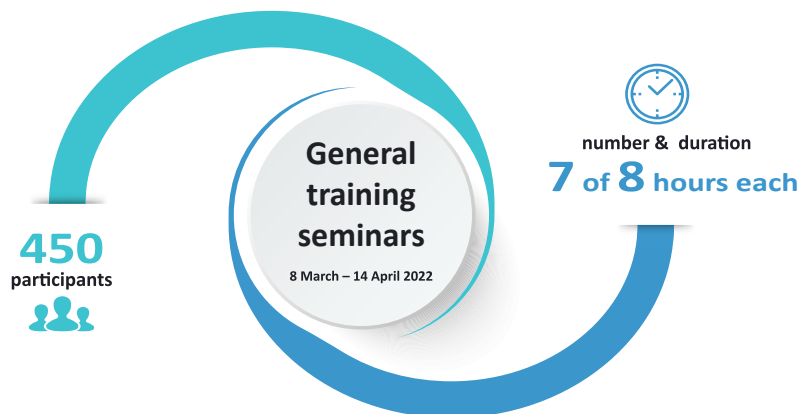 450
participants
General
training
seminars
8 March – 14 April 2022
number & duration
7 of 8 hours each